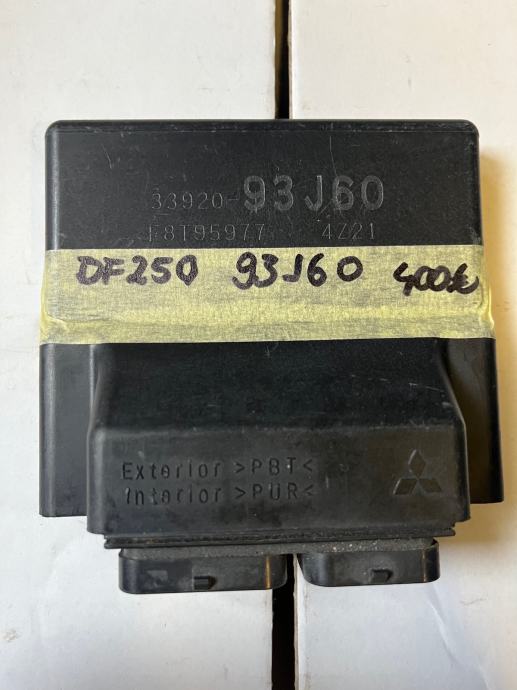 33920-93J60
F8T95977 4Z21
DF250 93J60 400€
Exterior >PBT<
Interior >PUR<